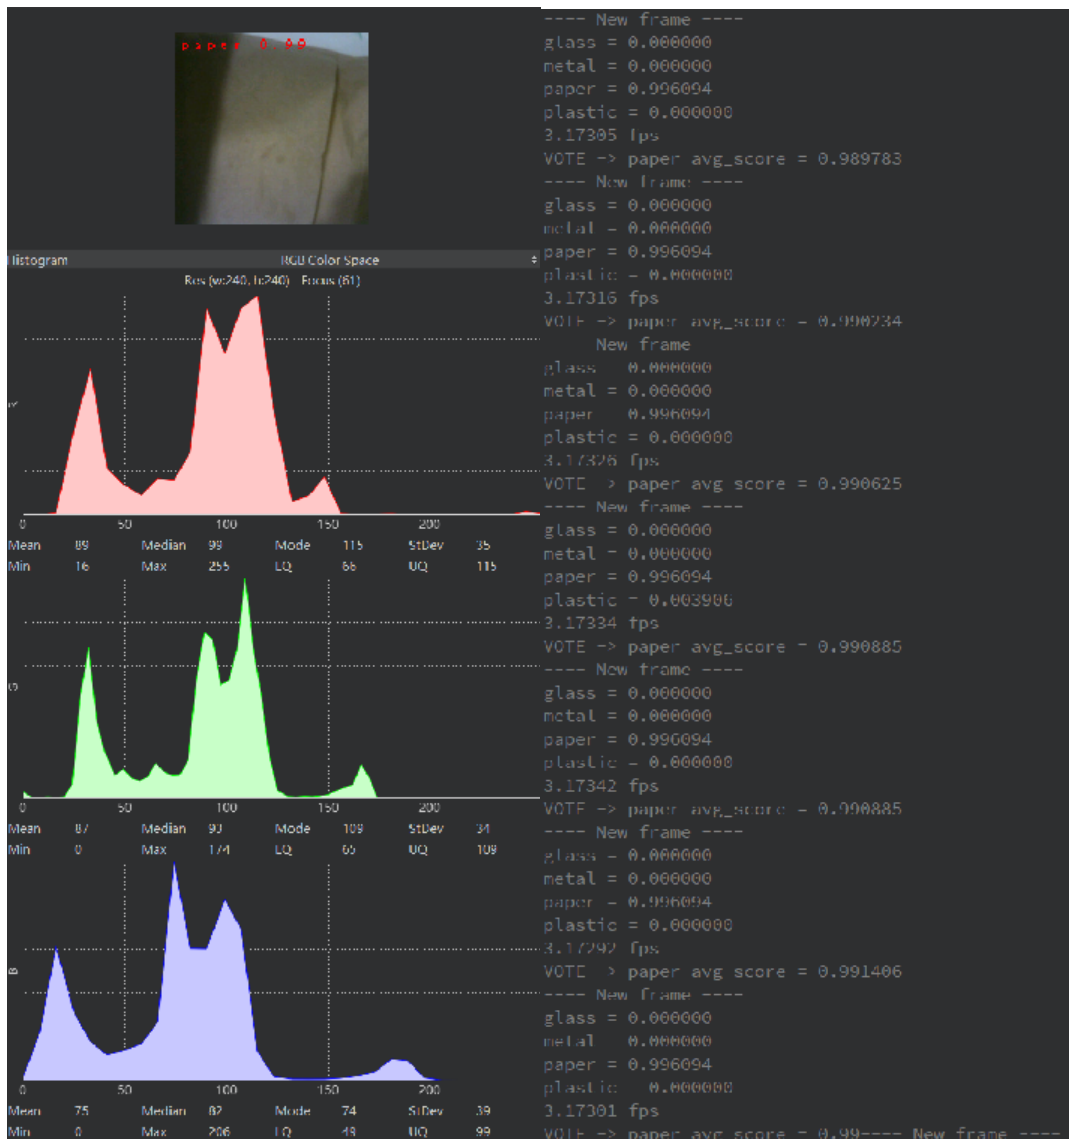 paper 0.99
Histogram RGB Color Space
Res (w:240, h:240) Focus (61)
R
0 50 100 150 200
Mean 89 Median 99 Mode 115 StDev 35
Min 16 Max 255 LQ 66 UQ 115
G
0 50 100 150 200
Mean 87 Median 93 Mode 109 StDev 34
Min 0 Max 174 LQ 65 UQ 109
B
0 50 100 150 200
Mean 75 Median 82 Mode 74 StDev 39
Min 0 Max 206 LQ 49 UQ 99
---- New frame ----
glass = 0.000000
metal = 0.000000
paper = 0.996094
plastic = 0.000000
3.17305 fps
VOTE -> paper avg_score = 0.989783
---- New frame ----
glass = 0.000000
metal = 0.000000
paper = 0.996094
plastic = 0.000000
3.17316 fps
VOTE -> paper avg_score = 0.990234
New frame
glass 0.000000
metal = 0.000000
paper 0.996094
plastic = 0.000000
3.17326 fps
VOTE -> paper avg_score = 0.990625
---- New frame ----
glass = 0.000000
metal = 0.000000
paper = 0.996094
plastic = 0.003906
3.17334 fps
VOTE -> paper avg_score = 0.990885
---- New frame ----
glass = 0.000000
metal = 0.000000
paper = 0.996094
plastic = 0.000000
3.17342 fps
VOTE -> paper avg_score = 0.990885
---- New frame ----
glass = 0.000000
metal = 0.000000
paper = 0.996094
plastic = 0.000000
3.17292 fps
VOTE -> paper avg_score = 0.991406
---- New frame ----
glass = 0.000000
metal 0.000000
paper = 0.996094
plastic 0.000000
3.17301 fps
VOTE -> paper avg_score = 0.99---- New frame ----